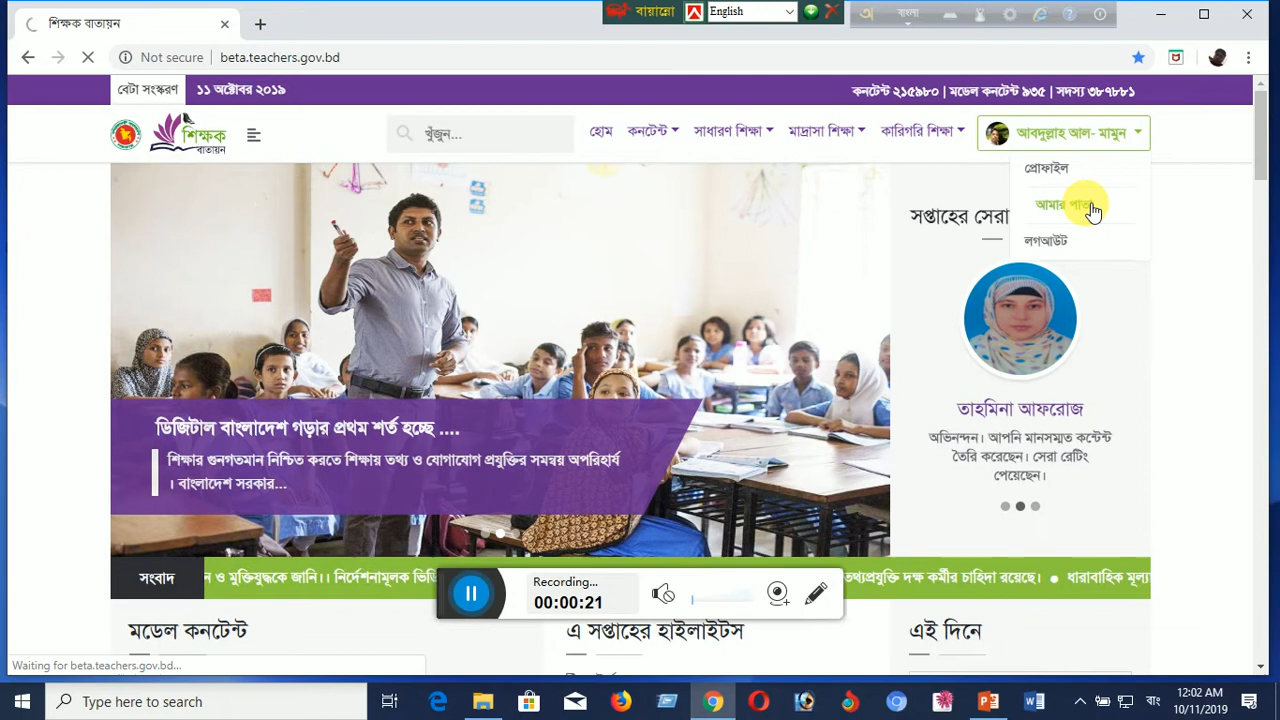 শিক্ষক বাতায়ন
বায়ান্নো
English
বাংলা
Not secure
beta.teachers.gov.bd
বেটা সংস্করণ
১১ অক্টোবর ২০১৯
কনটেন্ট ২১৫৯৮০ | মডেল কনটেন্ট ৯৩৫ | সদস্য ৩৮৭৮৮১
শিক্ষক
বাতায়ন
খুঁজুন...
হোম
কনটেন্ট
সাধারণ শিক্ষা
মাদ্রাসা শিক্ষা
কারিগরি শিক্ষা
আবদুল্লাহ আল- মামুন
প্রোফাইল
আমার
লগআউট
সপ্তাহের সেরা
তাহমিনা আফরোজ
অভিনন্দন। আপনি মানসম্মত কন্টেন্ট
তৈরি করেছেন। সেরা রেটিং
পেয়েছেন।
ডিজিটাল বাংলাদেশ গড়ার প্রথম শর্ত হচ্ছে ....
শিক্ষার গুনগতমান নিশ্চিত করতে শিক্ষায় তথ্য ও যোগাযোগ প্রযুক্তির সমন্বয় অপরিহার্য
। বাংলাদেশ সরকার...
সংবাদ
ন ও মুক্তিযুদ্ধকে জানি।। নির্দেশনামূলক ভিডি
তথ্যপ্রযুক্তি দক্ষ কর্মীর চাহিদা রয়েছে। ● ধারাবাহিক মূল্যা
Recording...
00:00:21
মডেল কনটেন্ট
এ সপ্তাহের হাইলাইটস
এই দিনে
Waiting for beta.teachers.gov.bd...
Type here to search
বাং
12:02 AM
10/11/2019